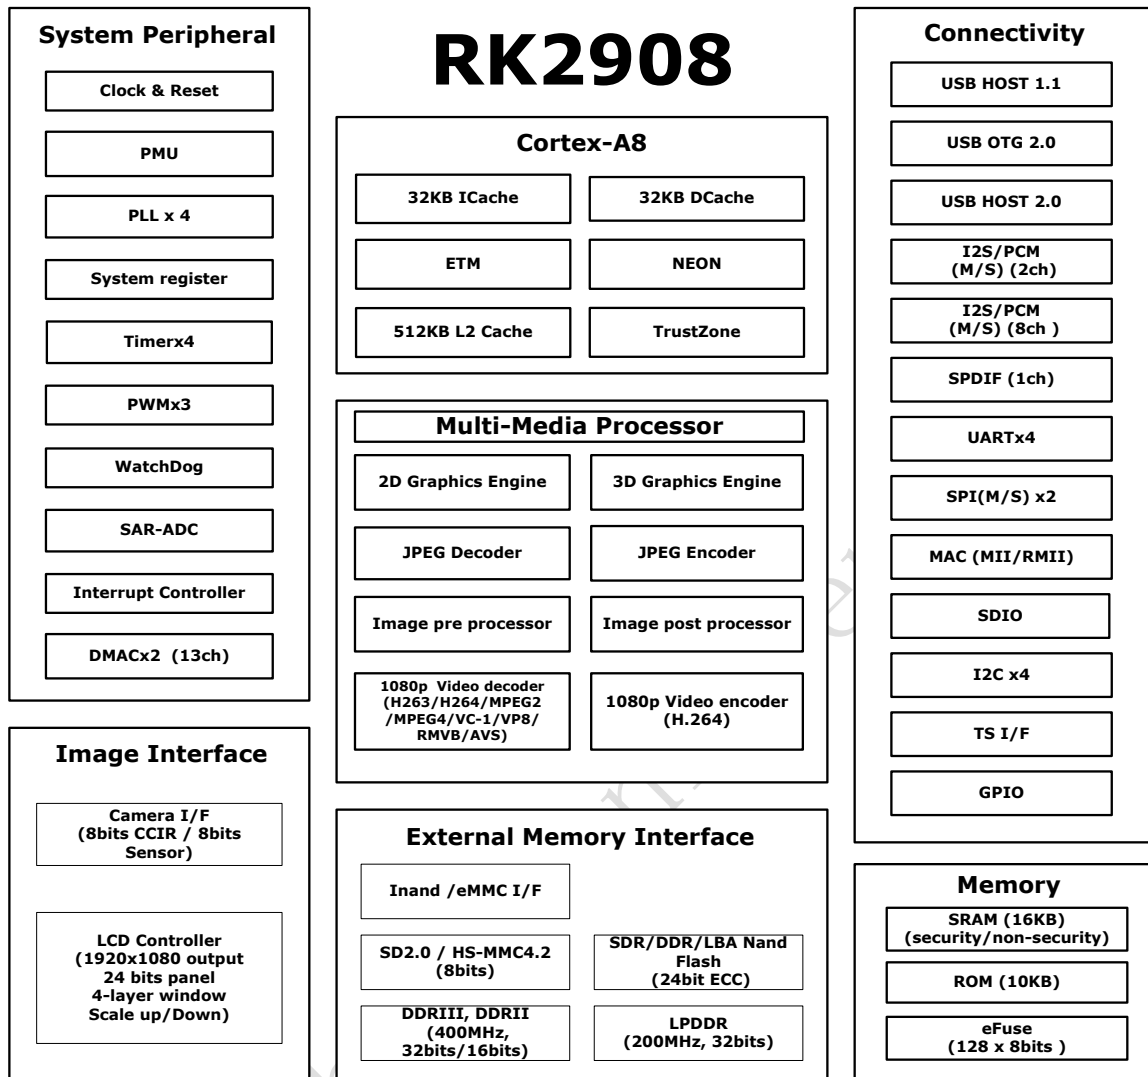 RK2908
System Peripheral
Clock & Reset
PMU
PLL x 4
System register
Timerx4
PWMx3
WatchDog
SAR-ADC
Interrupt Controller
DMACx2 (13ch)
Image Interface
Camera I/F
(8bits CCIR / 8bits
Sensor)
LCD Controller
(1920x1080 output
24 bits panel
4-layer window
Scale up/Down)
Cortex-A8
32KB ICache
32KB DCache
ETM
NEON
512KB L2 Cache
TrustZone
Multi-Media Processor
2D Graphics Engine
3D Graphics Engine
JPEG Decoder
JPEG Encoder
Image pre processor
Image post processor
1080p Video decoder
(H263/H264/MPEG2
/MPEG4/VC-1/VP8/
RMVB/AVS)
1080p Video encoder
(H.264)
External Memory Interface
Inand /eMMC I/F
SD2.0 / HS-MMC4.2
(8bits)
SDR/DDR/LBA Nand
Flash
(24bit ECC)
DDRIII, DDRII
(400MHz,
32bits/16bits)
LPDDR
(200MHz, 32bits)
Connectivity
USB HOST 1.1
USB OTG 2.0
USB HOST 2.0
I2S/PCM
(M/S) (2ch)
I2S/PCM
(M/S) (8ch )
SPDIF (1ch)
UARTx4
SPI(M/S) x2
MAC (MII/RMII)
SDIO
I2C x4
TS I/F
GPIO
Memory
SRAM (16KB)
(security/non-security)
ROM (10KB)
eFuse
(128 x 8bits )